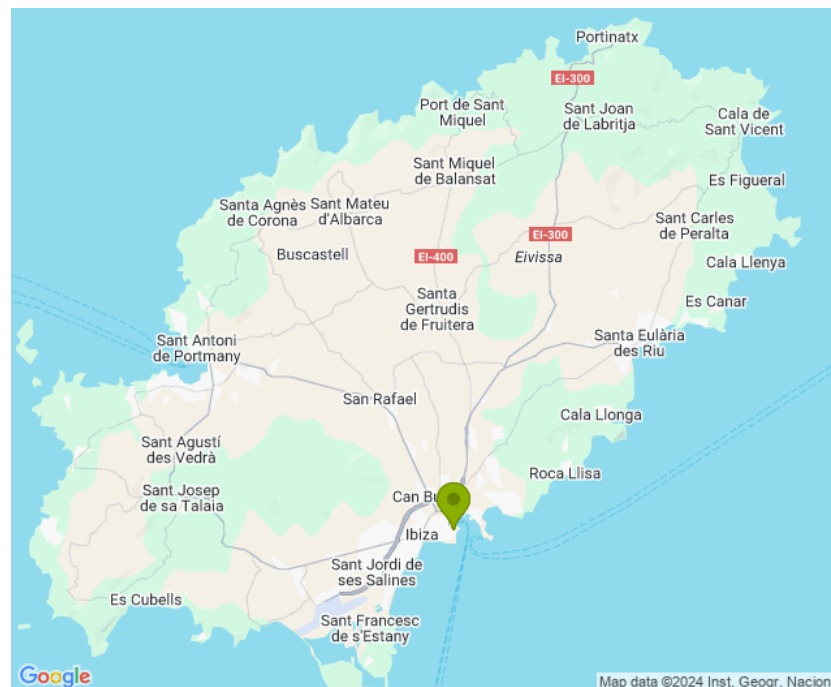 Portinatx
EI-300
Port de Sant
Miquel
Sant Joan
de Labritja
Cala de
Sant Vicent
Sant Miquel
de Balansat
Es Figueral
Santa Agnès
de Corona
Sant Mateu
d'Albarca
Sant Carles
de Peralta
EI-300
Buscastell
EI-400
Eivissa
Cala Llenya
Santa
Gertrudis
de Fruitera
Es Canar
Sant Antoni
de Portmany
Santa Eulària
des Riu
San Rafael
Cala Llonga
Sant Agustí
des Vedrà
Roca Llisa
Sant Josep
de sa Talaia
Can Bu
Ibiza
Sant Jordi de
ses Salines
Es Cubells
Sant Francesc
de s'Estany
Google
Map data ©2024 Inst. Geogr. Nacion